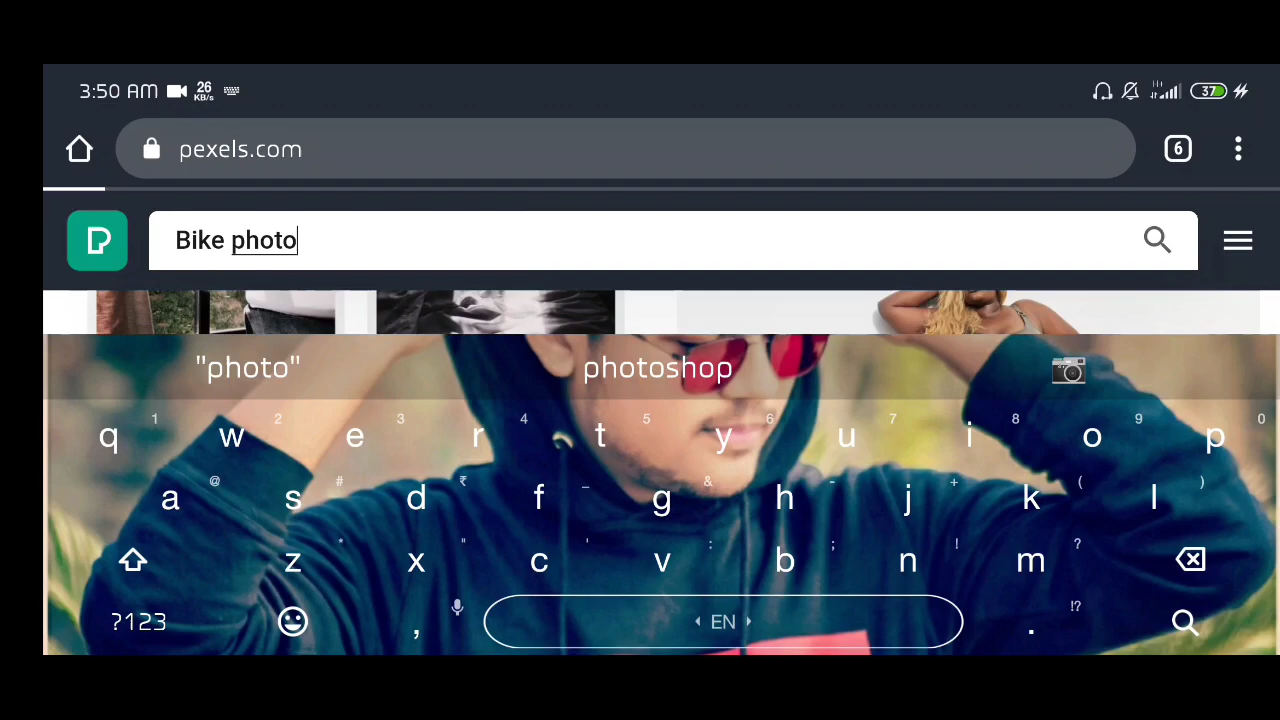 3:50 AM 26 KB/s 37
pexels.com 6
Bike photo
"photo" photoshop
1 2 3 4 5 6 7 8 9 0
q w e r t y u i o p
@ # ₹ _ & - + ( )
a s d f g h j k l
* " ' : ; ! ?
z x c v b n m
?123 , EN . !?